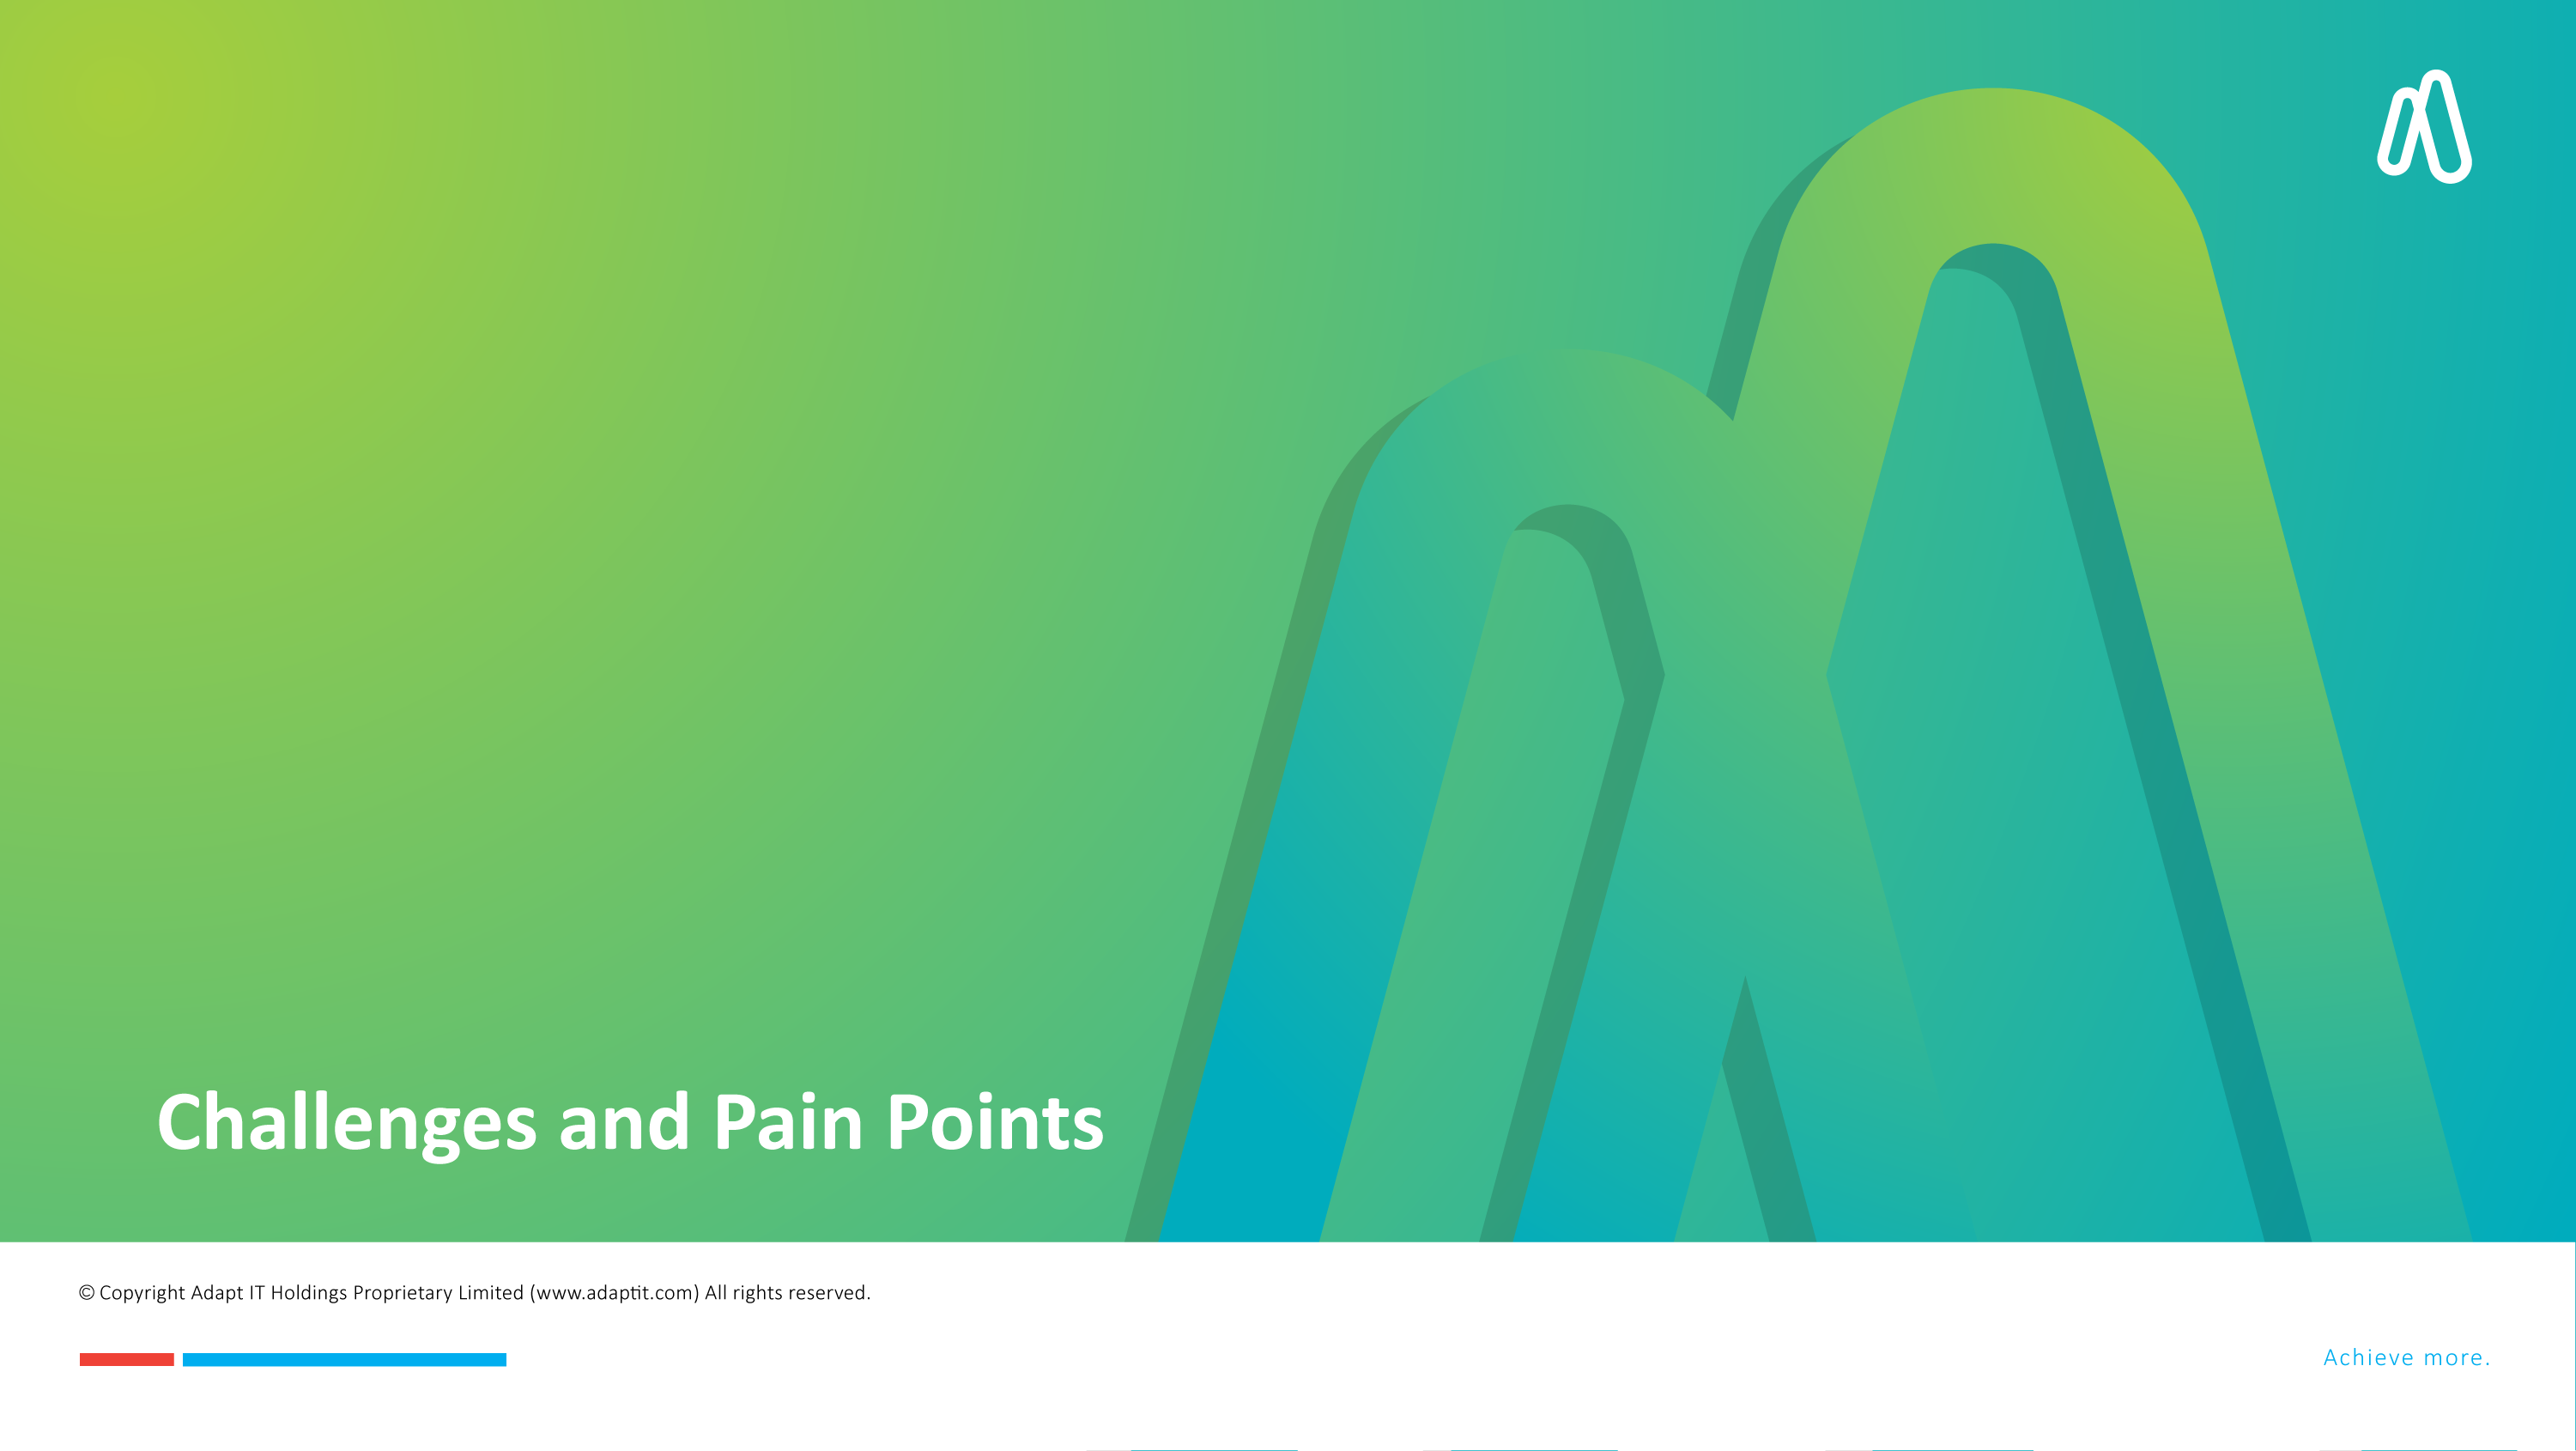 Challenges and Pain Points
© Copyright Adapt IT Holdings Proprietary Limited (www.adaptit.com) All rights reserved.
Achieve more.